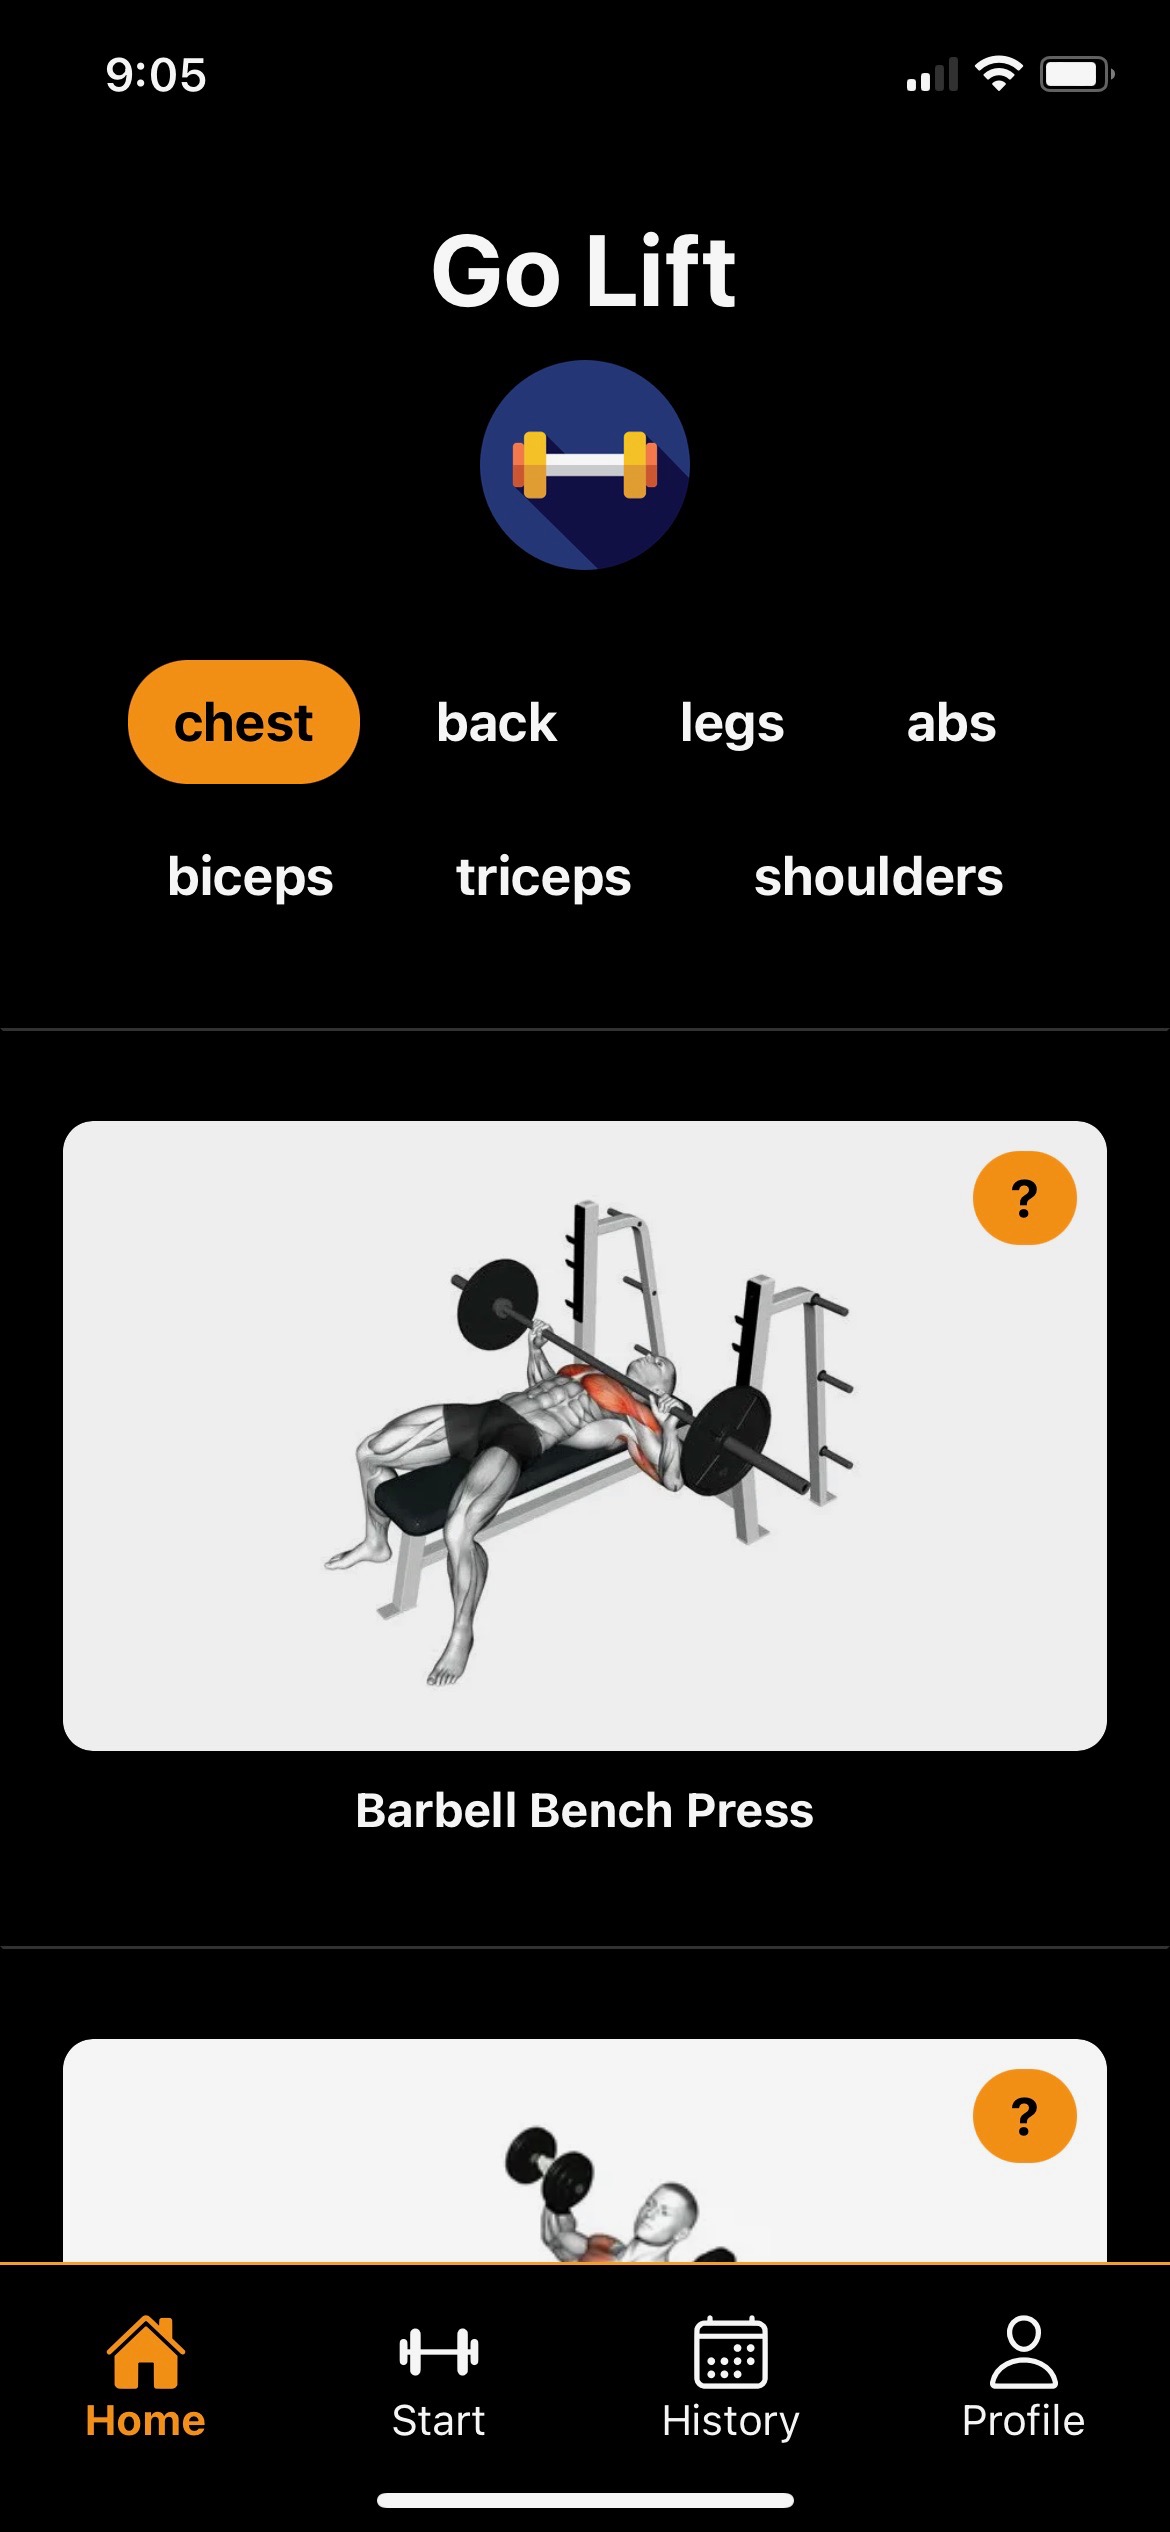 9:05
Go Lift
chest back legs abs
biceps triceps shoulders
?
Barbell Bench Press
?
Home Start History Profile